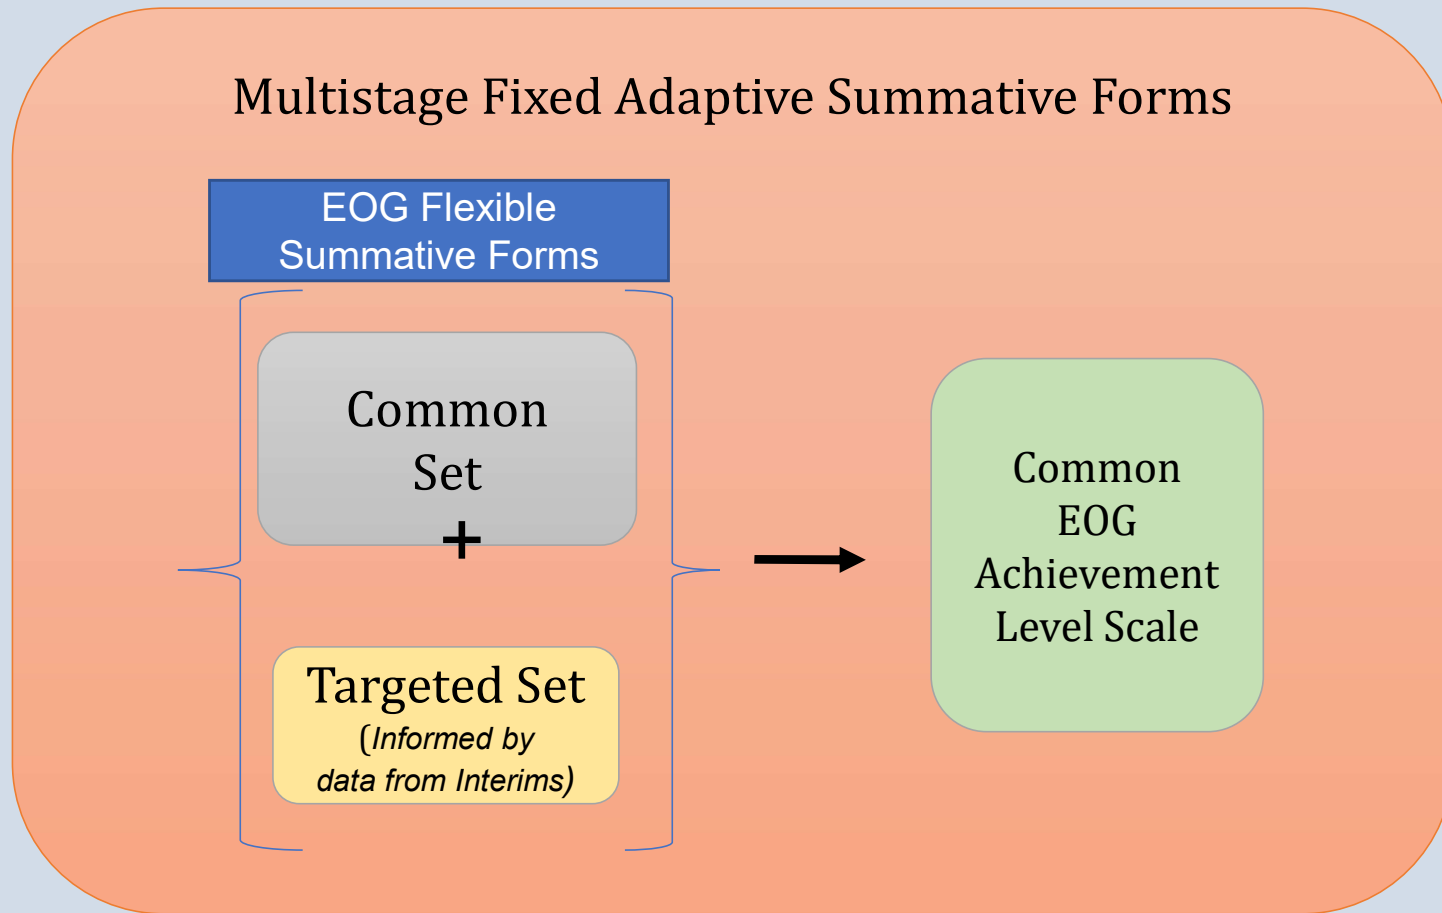 Multistage Fixed Adaptive Summative Forms
EOG Flexible
Summative Forms
Common
Set
+
Targeted Set
(Informed by
data from Interims)
Common
EOG
Achievement
Level Scale